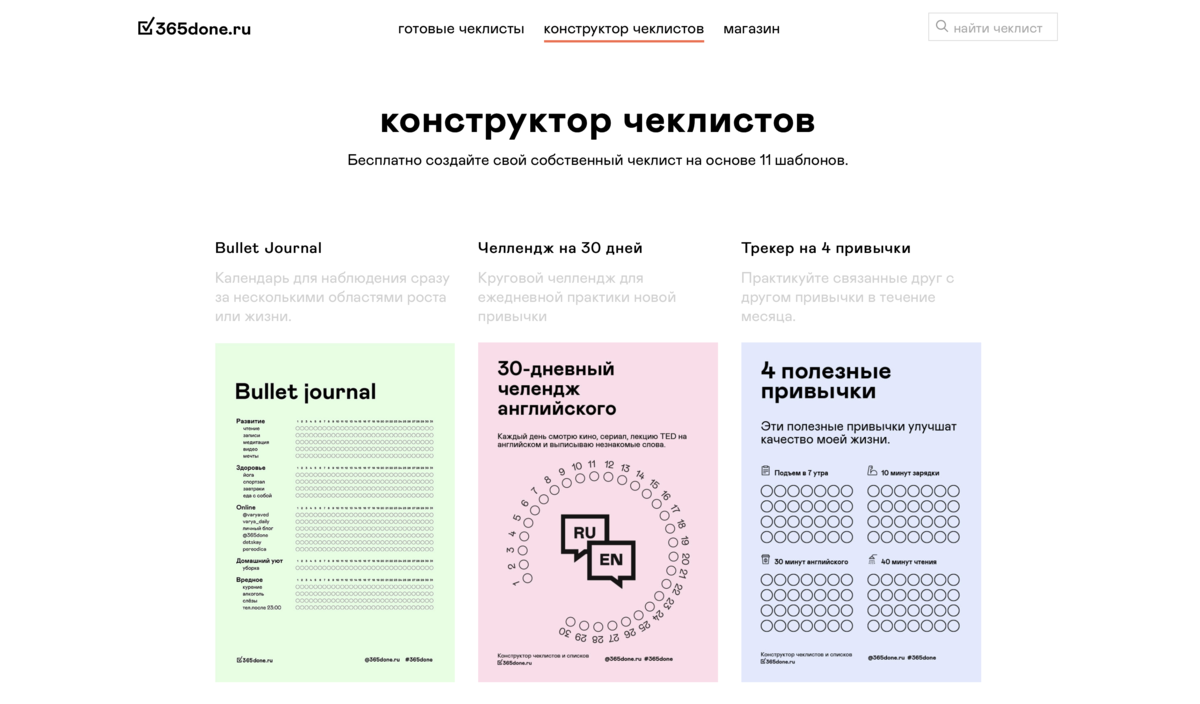 365done.ru
готовые чеклисты
конструктор чеклистов
магазин
найти чеклист
конструктор чеклистов
Бесплатно создайте свой собственный чеклист на основе 11 шаблонов.
Bullet Journal
Календарь для наблюдения сразу
за несколькими областями роста
или жизни.
Bullet journal
Развитие
чтение
записи
медитация
видео
мечты
Здоровье
йога
спортзал
завтраки
еда с собой
Online
@varyaved
varya_daily
личный блог
@365done
detskey
periodica
Домашний уют
уборка
Вредное
курение
алкоголь
слёзы
тел.после 23:00
365done.ru
@365done.ru #365done
Челлендж на 30 дней
Круговой челлендж для
ежедневной практики новой
привычки
30-дневный
челендж
английского
Каждый день смотрю кино, сериал, лекцию TED на
английском и выписываю незнакомые слова.
1 2 3 4 5 6 7 8 9 10 11 12 13 14 15 16 17 18 19 20 21 22 23 24 25 26 27 28 29 30
RU
EN
Конструктор чеклистов и списков
365done.ru
@365done.ru #365done
Трекер на 4 привычки
Практикуйте связанные друг с
другом привычки в течение
месяца.
4 полезные
привычки
Эти полезные привычки улучшат
качество моей жизни.
Подъем в 7 утра
10 минут зарядки
30 минут английского
40 минут чтения
Конструктор чеклистов и списков
365done.ru
@365done.ru #365done